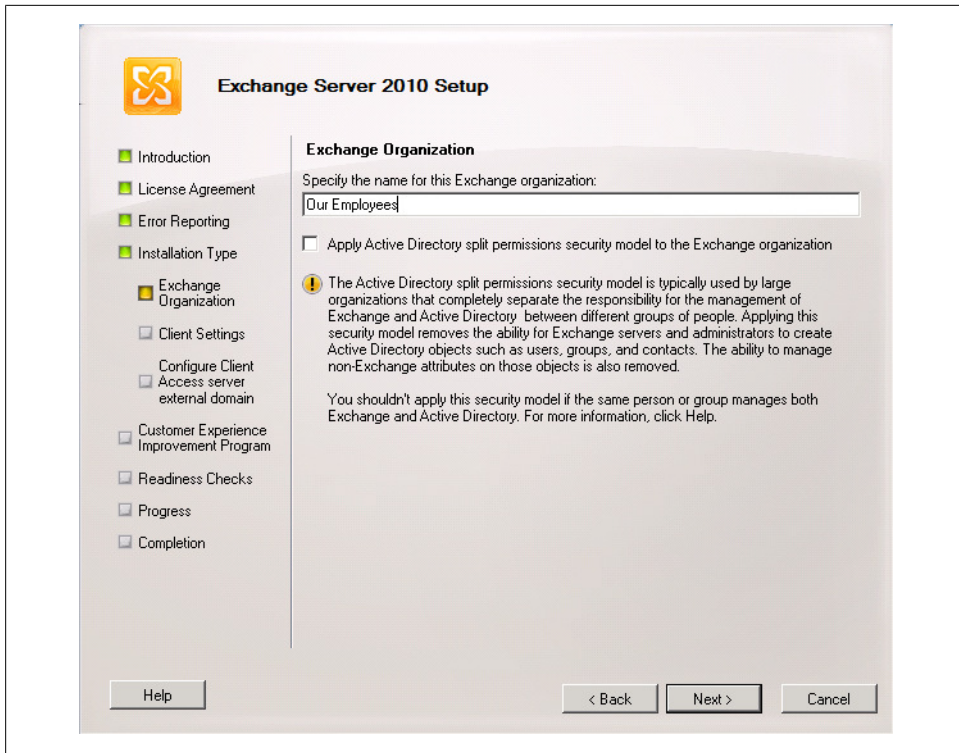 Exchange Server 2010 Setup
Introduction
License Agreement
Error Reporting
Installation Type
Exchange
Organization
Client Settings
Configure Client
Access server
external domain
Customer Experience
Improvement Program
Readiness Checks
Progress
Completion
Exchange Organization
Specify the name for this Exchange organization:
Our Employees
Apply Active Directory split permissions security model to the Exchange organization
The Active Directory split permissions security model is typically used by large
organizations that completely separate the responsibility for the management of
Exchange and Active Directory between different groups of people. Applying this
security model removes the ability for Exchange servers and administrators to create
Active Directory objects such as users, groups, and contacts. The ability to manage
non-Exchange attributes on those objects is also removed.
You shouldn't apply this security model if the same person or group manages both
Exchange and Active Directory. For more information, click Help.
Help
< Back
Next >
Cancel